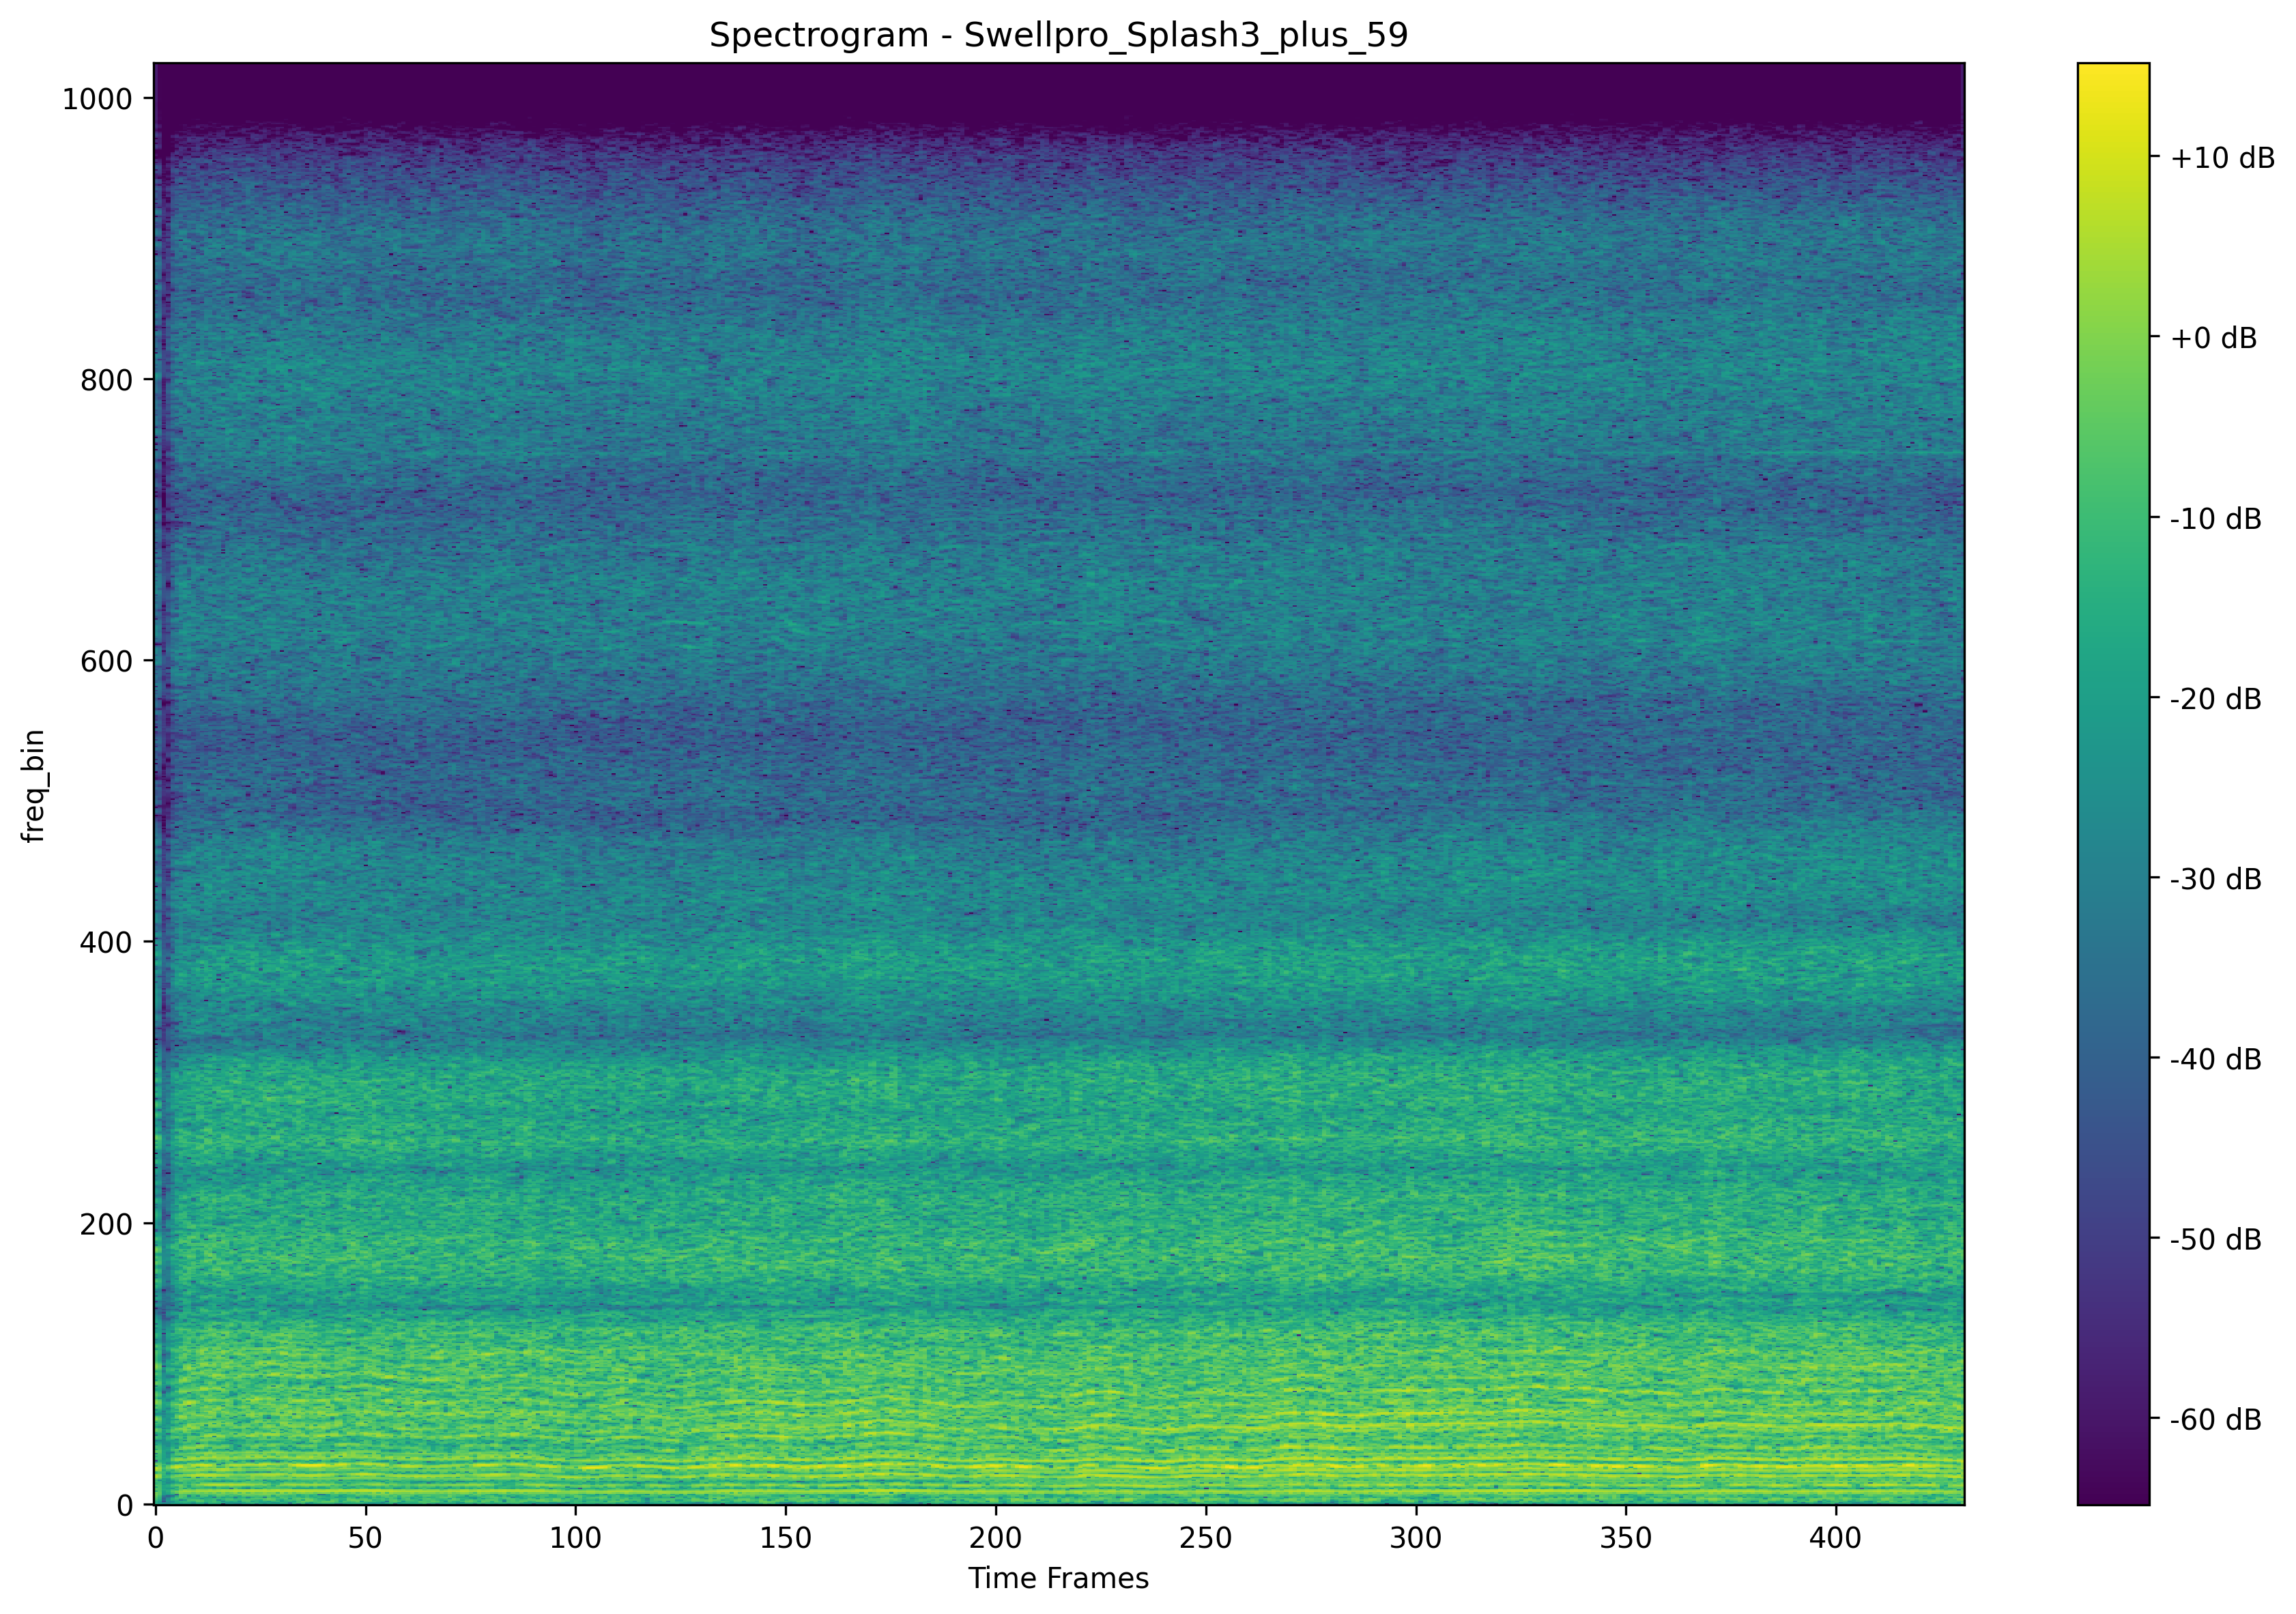 Spectrogram - Swellpro_Splash3_plus_59
1000
800
600
400
200
0
freq_bin
0 50 100 150 200 250 300 350 400
Time Frames
+10 dB
+0 dB
-10 dB
-20 dB
-30 dB
-40 dB
-50 dB
-60 dB